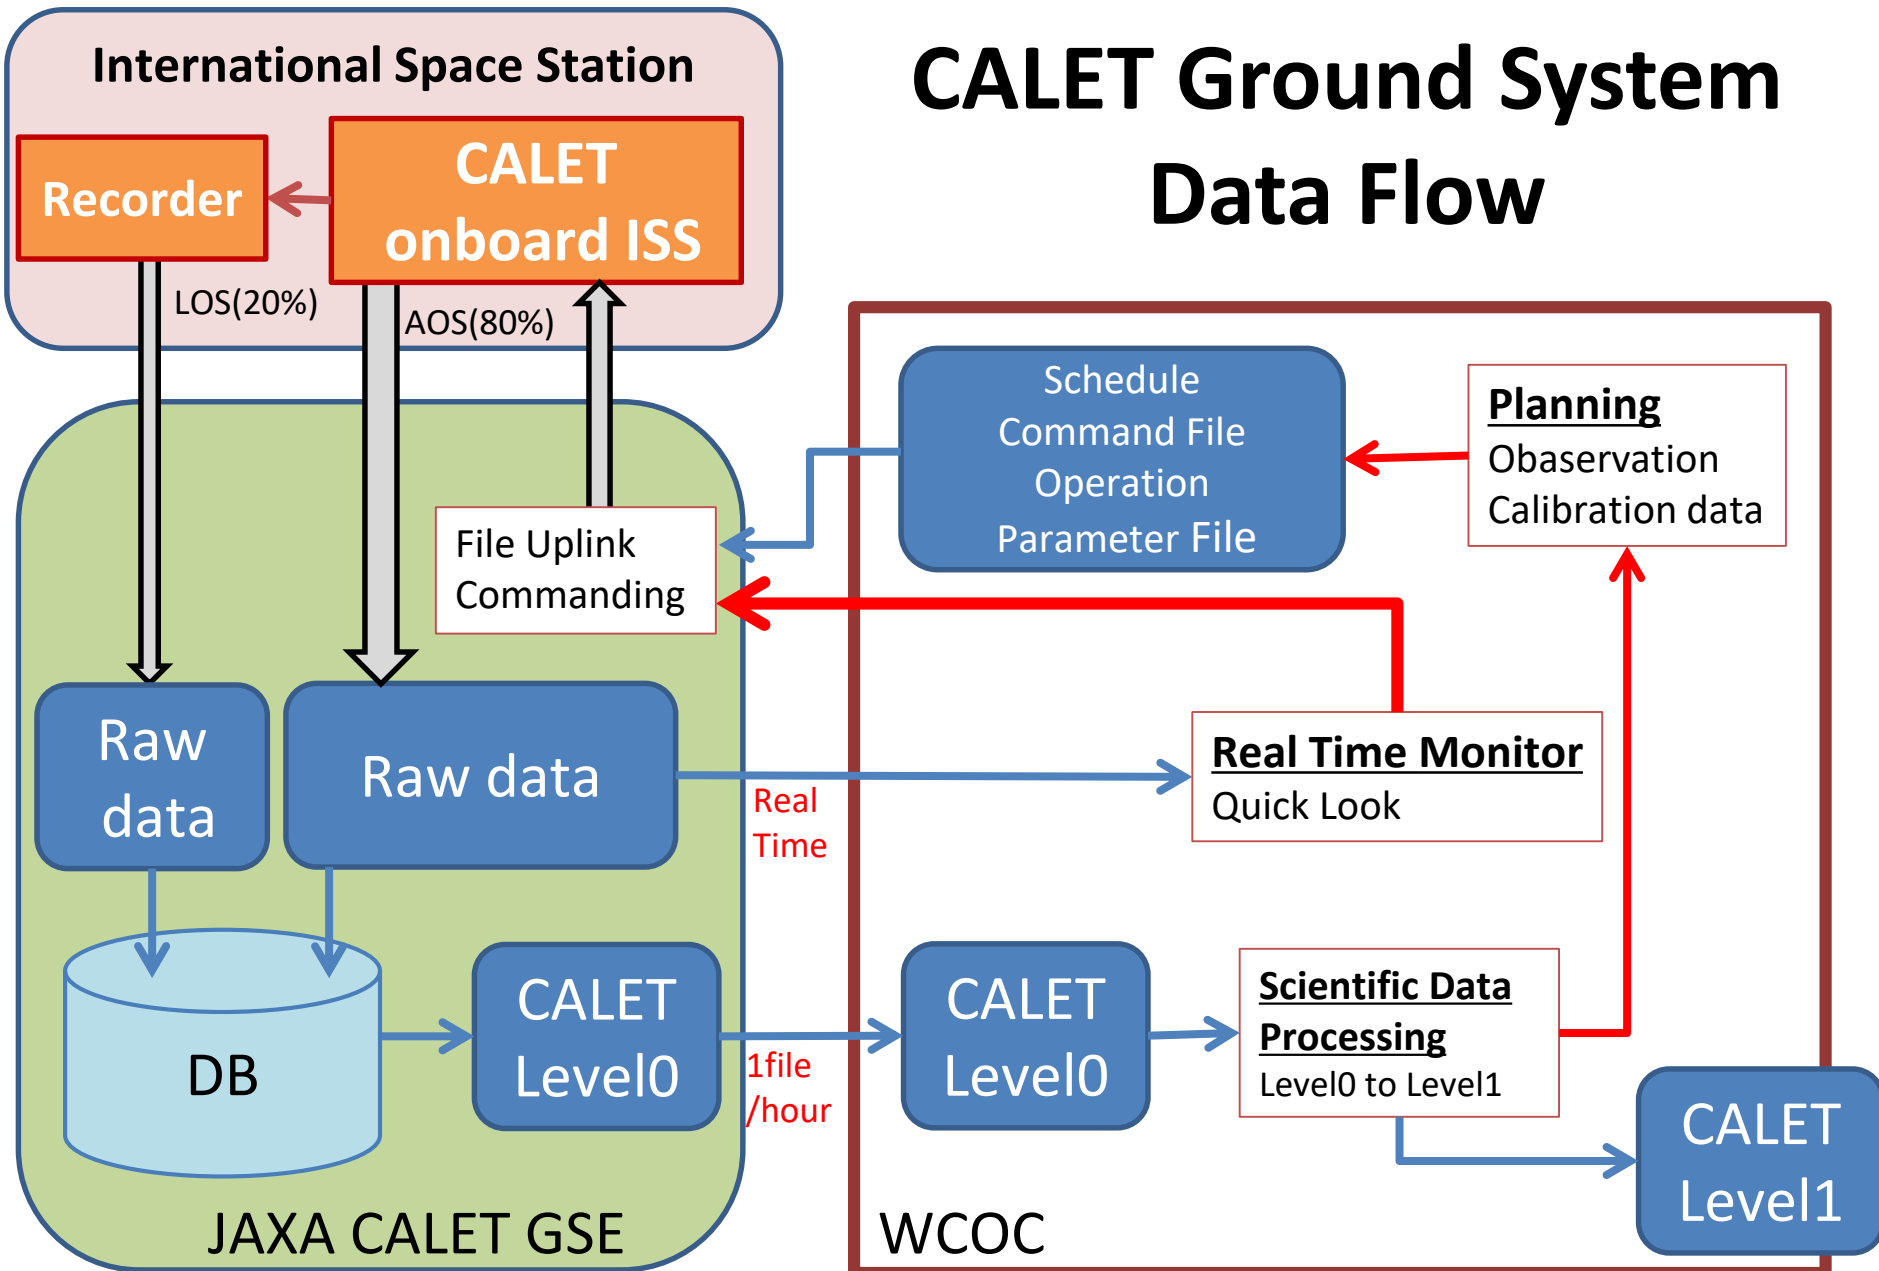 CALET Ground System
Data Flow
International Space Station
Recorder
CALET
onboard ISS
LOS(20%)
AOS(80%)
File Uplink
Commanding
Schedule
Command File
Operation
Parameter File
Planning
Obaservation
Calibration data
Raw
data
Raw data
Real
Time
Real Time Monitor
Quick Look
DB
CALET
Level0
1file
/hour
CALET
Level0
Scientific Data
Processing
Level0 to Level1
CALET
Level1
JAXA CALET GSE
WCOC